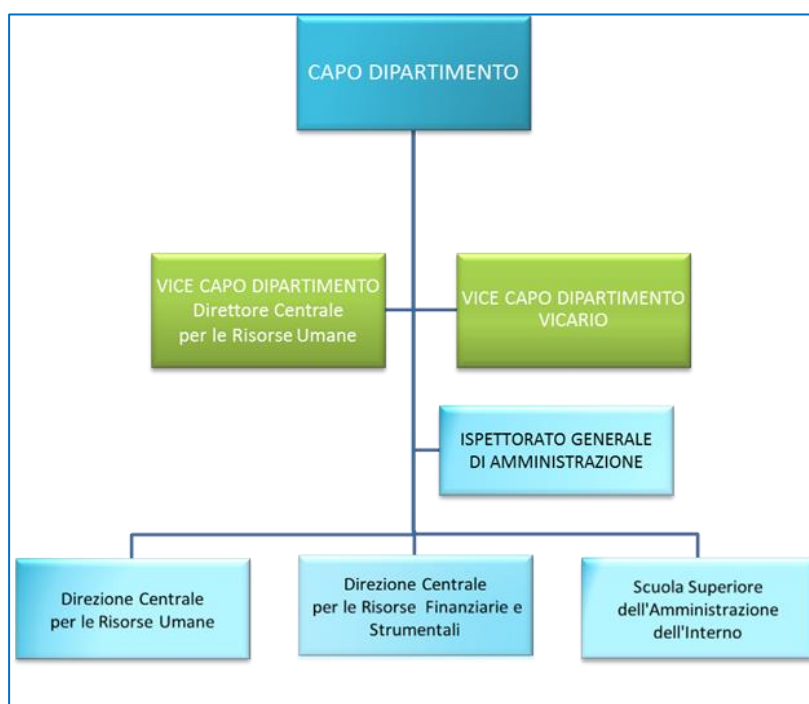 CAPO DIPARTIMENTO
VICE CAPO DIPARTIMENTO
Direttore Centrale
per le Risorse Umane
VICE CAPO DIPARTIMENTO
VICARIO
ISPETTORATO GENERALE
DI AMMINISTRAZIONE
Direzione Centrale
per le Risorse Umane
Direzione Centrale
per le Risorse Finanziarie e
Strumentali
Scuola Superiore
dell'Amministrazione
dell'Interno